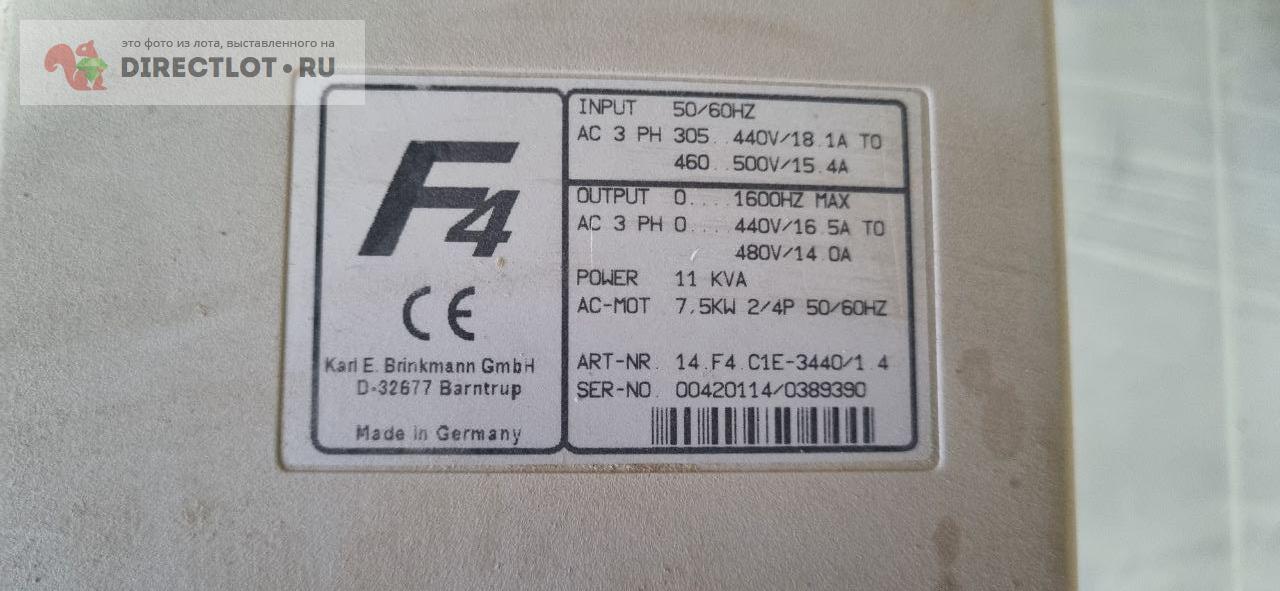 это фото из лота, выставленного на
DIRECTLOT.RU
F4
CE
Karl E. Brinkmann GmbH
D-32677 Barntrup
Made in Germany
INPUT 50/60HZ
AC 3 PH 305.. 440V/18.1A TO
460..500V/15.4A
OUTPUT 0.... 1600HZ MAX
AC 3 PH 0.... 440V/16.5A TO
480V/14.0A
POWER 11 KVA
AC-MOT 7,5KW 2/4P 50/60HZ
ART-NR. 14.F4.C1E-3440/1.4
SER-NO. 00420114/0389390